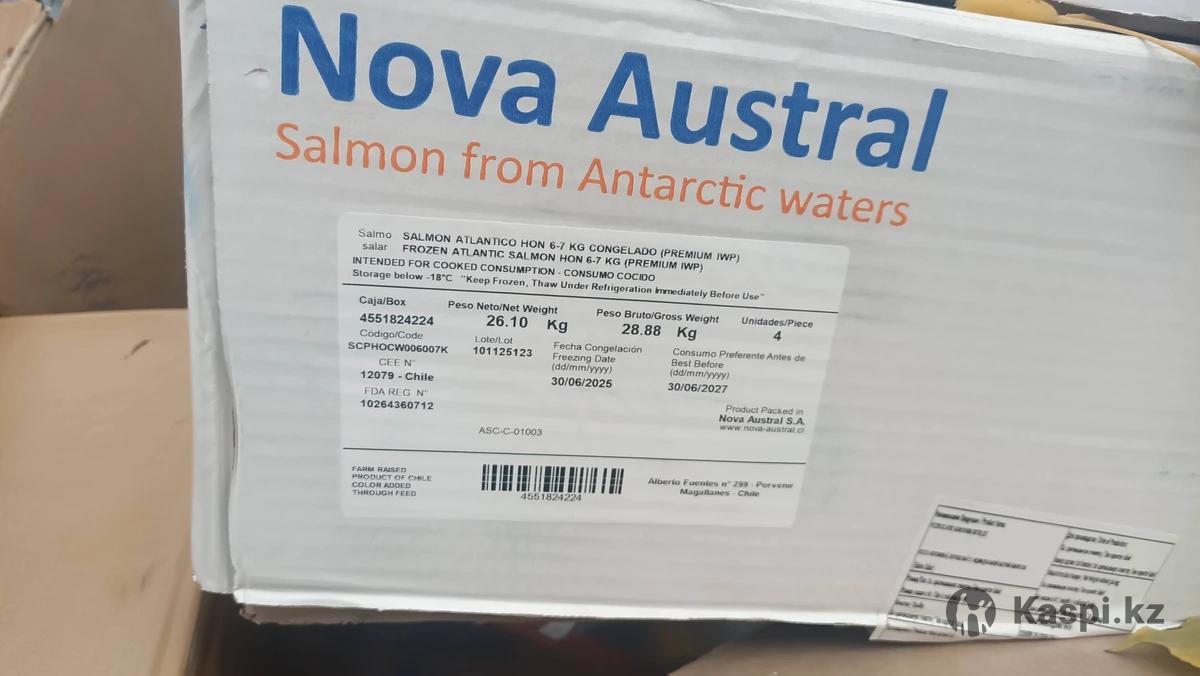 Nova Austral
Salmon from Antarctic waters
Salmo salar
SALMON ATLANTICO HON 6-7 KG CONGELADO (PREMIUM IWP)
FROZEN ATLANTIC SALMON HON 6-7 KG (PREMIUM IWP)
INTENDED FOR COOKED CONSUMPTION - CONSUMO COCIDO
Storage below -18°C "Keep Frozen, Thaw Under Refrigeration Immediately Before Use"
Caja/Box
4551824224
Peso Neto/Net Weight
26.10 Kg
Peso Bruto/Gross Weight
28.88 Kg
Unidades/Piece
4
Código/Code
SCPHOCW006007K
Lote/Lot
101125123
Fecha Congelación
Freezing Date
(dd/mm/yyyy)
30/06/2025
Consumo Preferente Antes de
Best Before
(dd/mm/yyyy)
30/06/2027
CEE N°
12079 - Chile
FDA REG. N°
10264360712
Product Packed in
Nova Austral S.A.
www.nova-austral.cl
ASC-C-01003
FARM RAISED
PRODUCT OF CHILE
COLOR ADDED
THROUGH FEED
4551824224
Alberto Fuentes n° 299 - Porvenir
Magallanes - Chile
Kaspi.kz